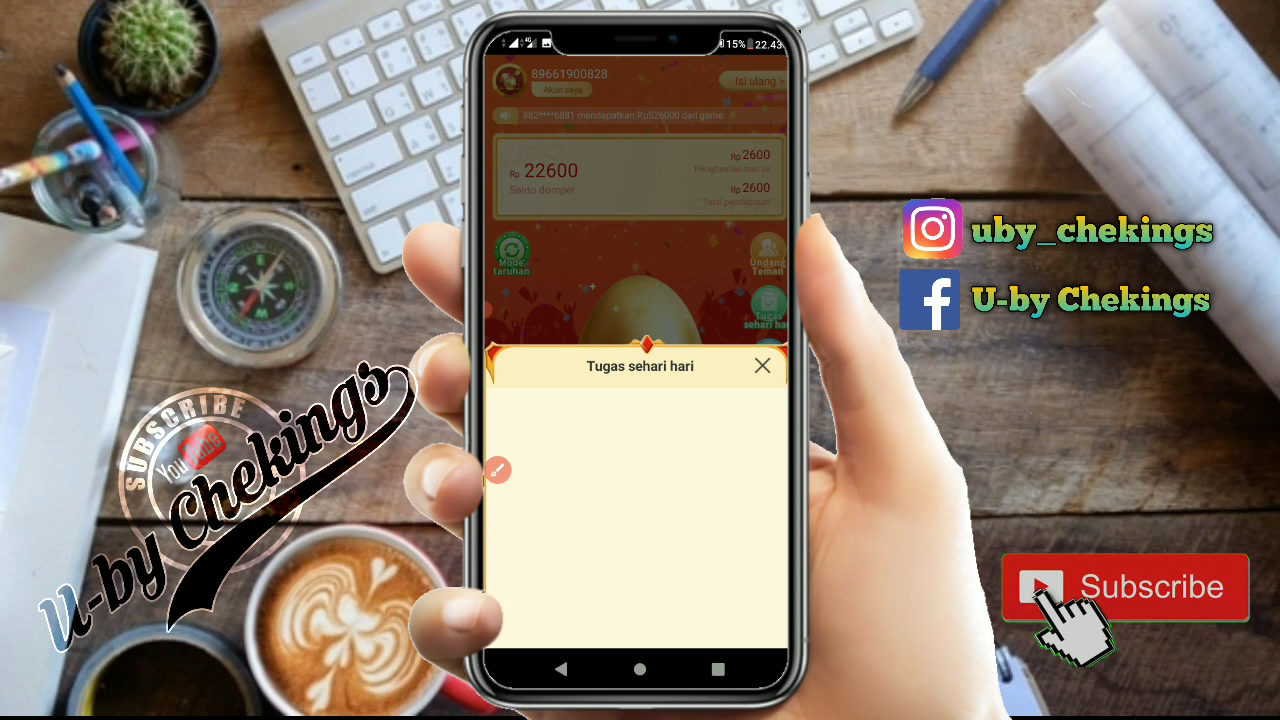 4G
15%
22.43
89661900828
Akun saya
Isi ulang >
882****6881 mendapatkan Rp526000 dari game
Rp 22600
Saldo dompet
Rp 2600
Penghasilan hari ini
Rp 2600
Total pendapatan
Mode
taruhan
Undang
Teman
Tugas
sehari hari
Tugas sehari hari
uby_chekings
U-by Chekings
SUBSCRIBE
YouTube
U-by Chekings
Subscribe